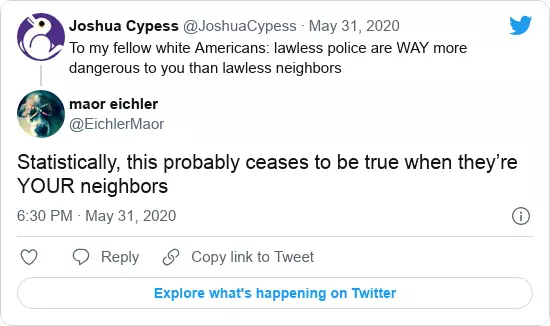 Joshua Cypess @JoshuaCypess · May 31, 2020
To my fellow white Americans: lawless police are WAY more
dangerous to you than lawless neighbors
maor eichler
@EichlerMaor
Statistically, this probably ceases to be true when they’re
YOUR neighbors
6:30 PM · May 31, 2020
Reply
Copy link to Tweet
Explore what's happening on Twitter